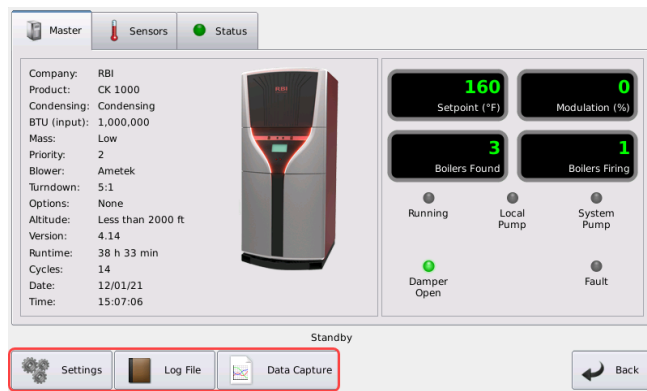 Master
Sensors
Status
Company: RBI
Product: CK 1000
Condensing: Condensing
BTU (input): 1,000,000
Mass: Low
Priority: 2
Blower: Ametek
Turndown: 5:1
Options: None
Altitude: Less than 2000 ft
Version: 4.14
Runtime: 38 h 33 min
Cycles: 14
Date: 12/01/21
Time: 15:07:06
RBI
160
Setpoint (°F)
0
Modulation (%)
3
Boilers Found
1
Boilers Firing
Running
Local
Pump
System
Pump
Damper
Open
Fault
Standby
Settings
Log File
Data Capture
Back